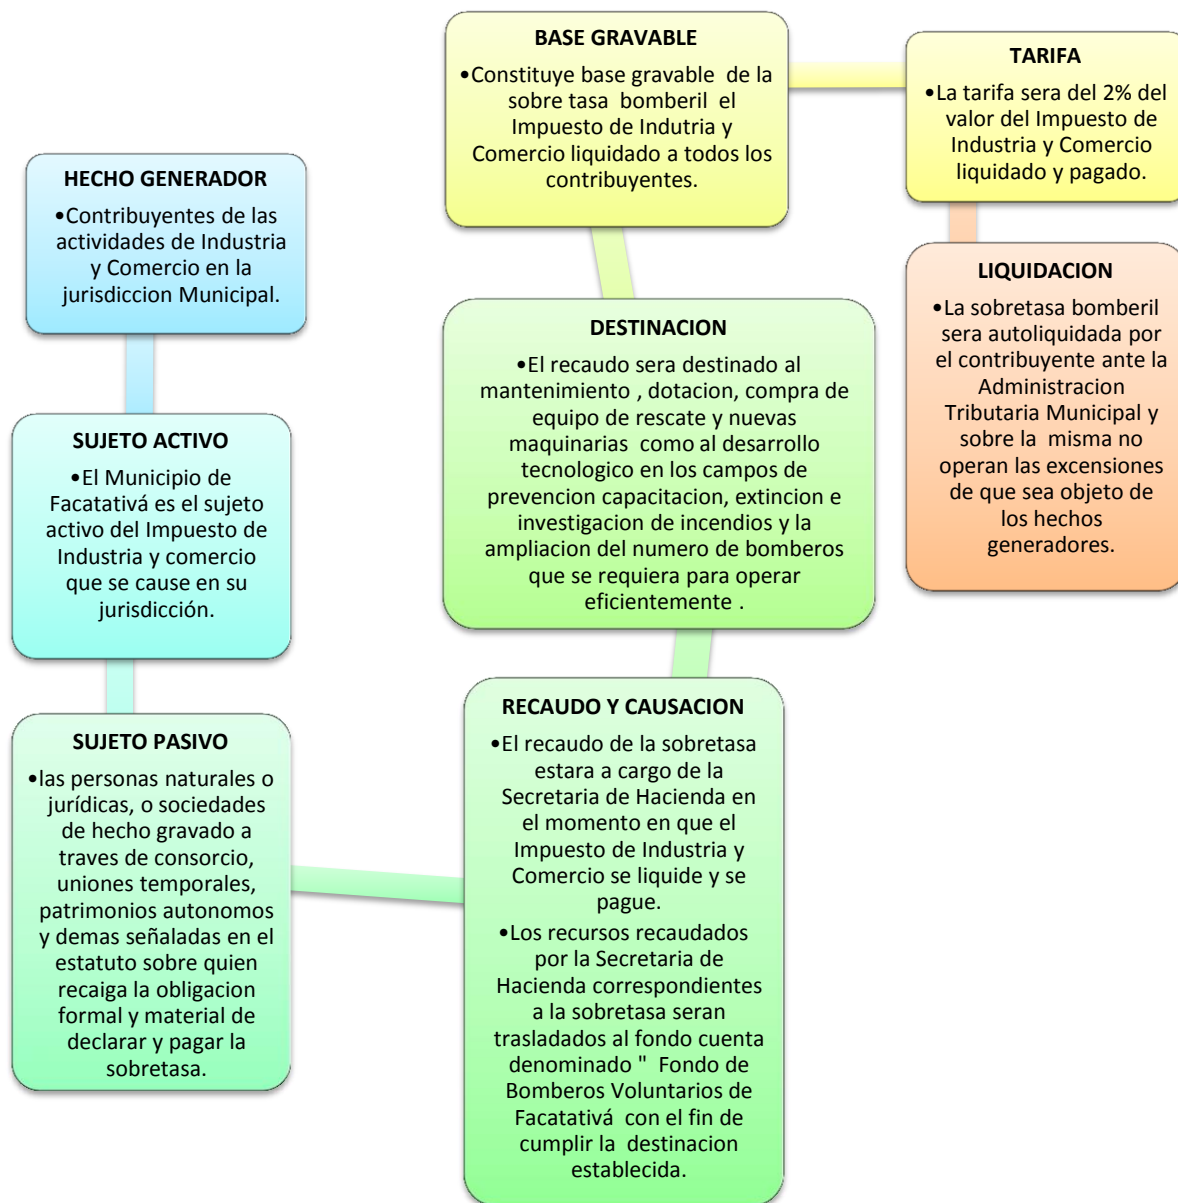 HECHO GENERADOR
•Contribuyentes de las
actividades de Industria
y Comercio en la
jurisdiccion Municipal.
SUJETO ACTIVO
•El Municipio de
Facatativá es el sujeto
activo del Impuesto de
Industria y comercio
que se cause en su
jurisdicción.
SUJETO PASIVO
•las personas naturales o
jurídicas, o sociedades
de hecho gravado a
traves de consorcio,
uniones temporales,
patrimonios autonomos
y demas señaladas en el
estatuto sobre quien
recaiga la obligacion
formal y material de
declarar y pagar la
sobretasa.
RECAUDO Y CAUSACION
•El recaudo de la sobretasa
estara a cargo de la
Secretaria de Hacienda en
el momento en que el
Impuesto de Industria y
Comercio se liquide y se
pague.
•Los recursos recaudados
por la Secretaria de
Hacienda correspondientes
a la sobretasa seran
trasladados al fondo cuenta
denominado " Fondo de
Bomberos Voluntarios de
Facatativá con el fin de
cumplir la destinacion
establecida.
DESTINACION
•El recaudo sera destinado al
mantenimiento , dotacion, compra de
equipo de rescate y nuevas
maquinarias como al desarrollo
tecnologico en los campos de
prevencion capacitacion, extincion e
investigacion de incendios y la
ampliacion del numero de bomberos
que se requiera para operar
eficientemente .
BASE GRAVABLE
•Constituye base gravable de la
sobre tasa bomberil el
Impuesto de Indutria y
Comercio liquidado a todos los
contribuyentes.
TARIFA
•La tarifa sera del 2% del
valor del Impuesto de
Industria y Comercio
liquidado y pagado.
LIQUIDACION
•La sobretasa bomberil
sera autoliquidada por
el contribuyente ante la
Administracion
Tributaria Municipal y
sobre la misma no
operan las excensiones
de que sea objeto de
los hechos
generadores.